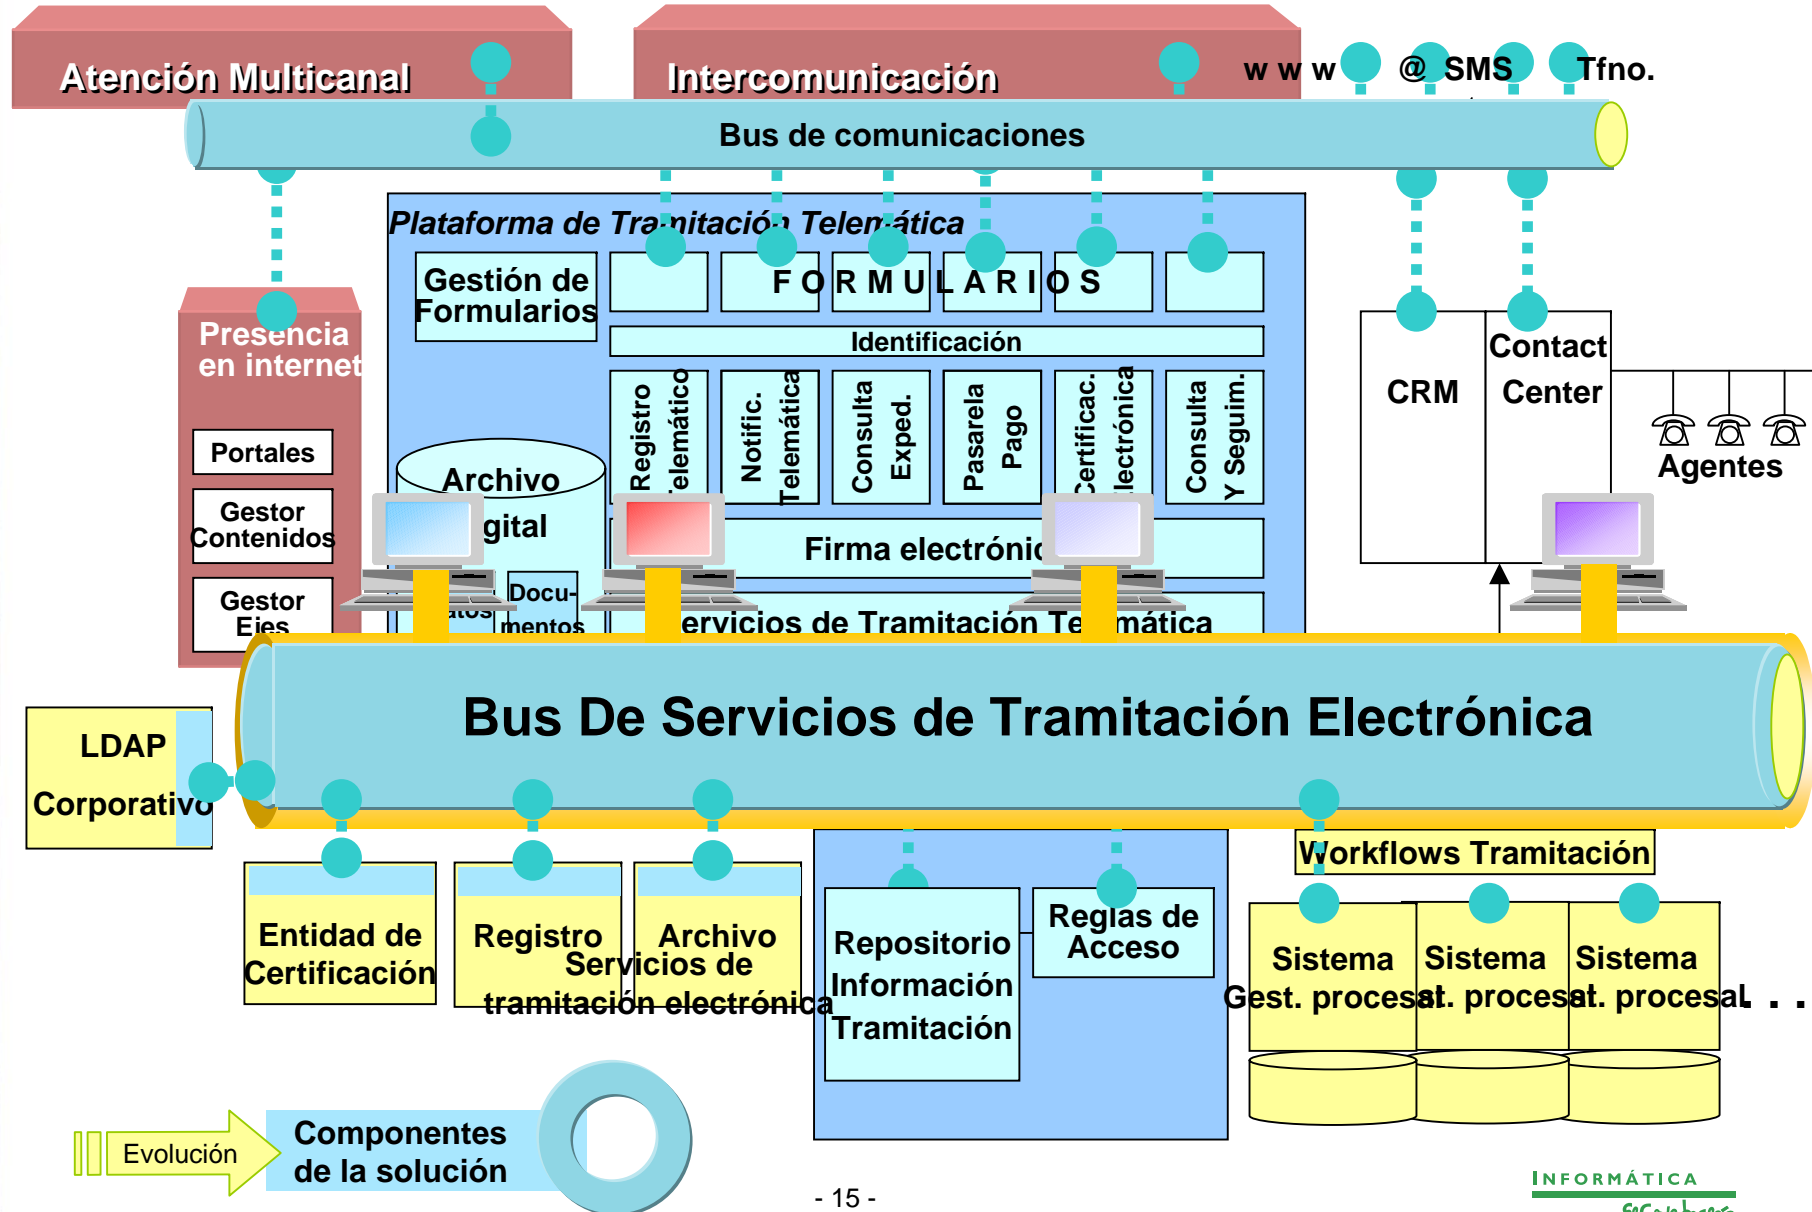 Atención Multicanal
Intercomunicación
w w w @ SMS Tfno.
Bus de comunicaciones
Plataforma de Tramitación Telemática
Gestión de
Formularios
F O R M U L A R I O S
Identificación
Presencia
en internet
Portales
Gestor
Contenidos
Gestor
Ejes
Registro
Telemático
Notific.
Telemática
Consulta
Exped.
Pasarela
Pago
Certificac.
Electrónica
Consulta
Y Seguim.
Archivo
gital
atos
Docu-
mentos
Firma electrónic
ervicios de Tramitación Te mática
CRM
Contact
Center
Agentes
Bus De Servicios de Tramitación Electrónica
LDAP
Corporativo
Entidad de
Certificación
Registro
Archivo
Servicios de
tramitación electrónica
Repositorio
Información
Tramitación
Reglas de
Acceso
Workflows Tramitación
Sistema
Gest. procesal
Sistema
st. procesal
Sistema
st. procesal
. . .
Evolución
Componentes
de la solución
- 15 -
INFORMÁTICA